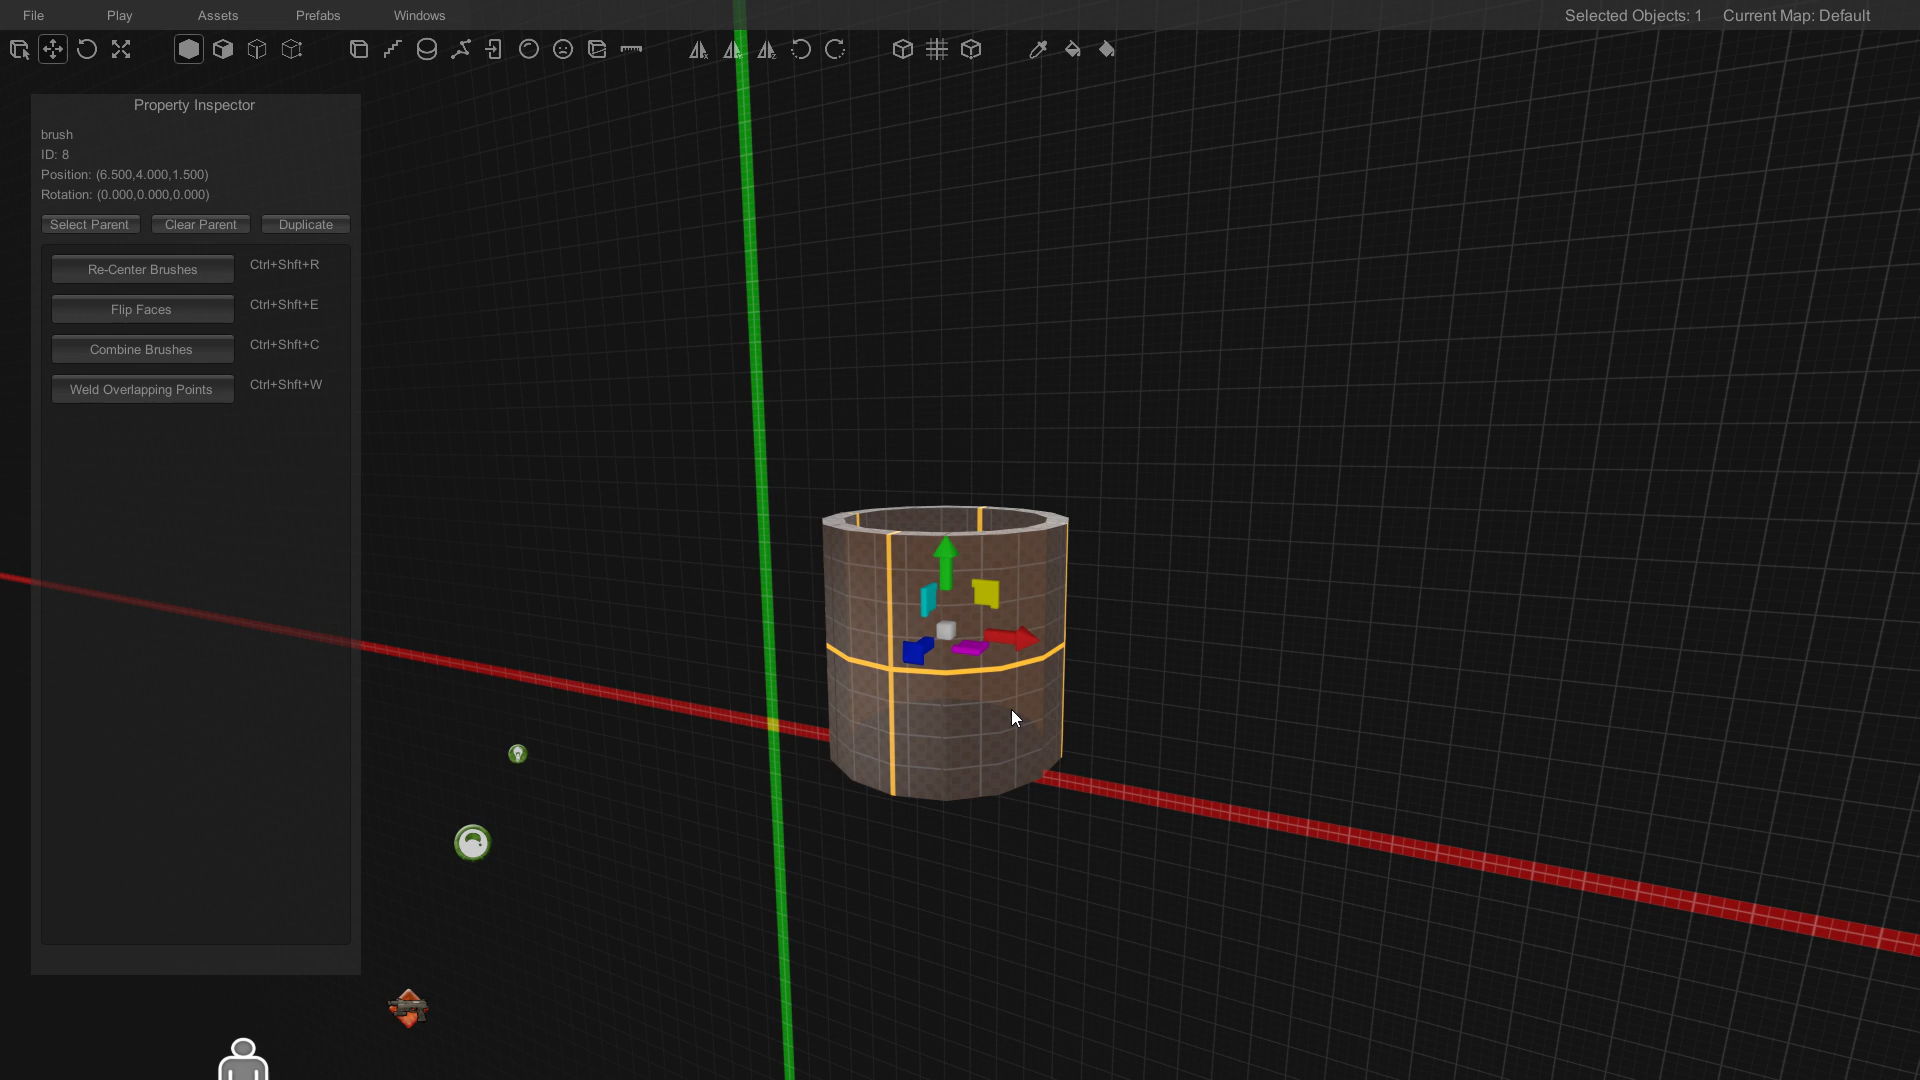 File Play Assets Prefabs Windows Selected Objects: 1 Current Map: Default
Property Inspector
brush
ID: 8
Position: (6.500,4.000,1.500)
Rotation: (0.000,0.000,0.000)
Select Parent Clear Parent Duplicate
Re-Center Brushes Ctrl+Shft+R
Flip Faces Ctrl+Shft+E
Combine Brushes Ctrl+Shft+C
Weld Overlapping Points Ctrl+Shft+W